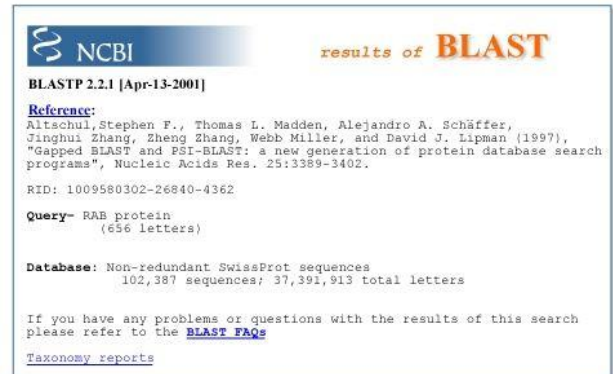 NCBI
results of BLAST
BLASTP 2.2.1 [Apr-13-2001]
Reference:
Altschul,Stephen F., Thomas L. Madden, Alejandro A. Schäffer,
Jinghui Zhang, Zheng Zhang, Webb Miller, and David J. Lipman (1997),
"Gapped BLAST and PSI-BLAST: a new generation of protein database search
programs", Nucleic Acids Res. 25:3389-3402.
RID: 1009580302-26840-4362
Query- RAB protein
(656 letters)
Database: Non-redundant SwissProt sequences
102,387 sequences; 37,391,913 total letters
If you have any problems or questions with the results of this search
please refer to the BLAST FAQs
Taxonomy reports